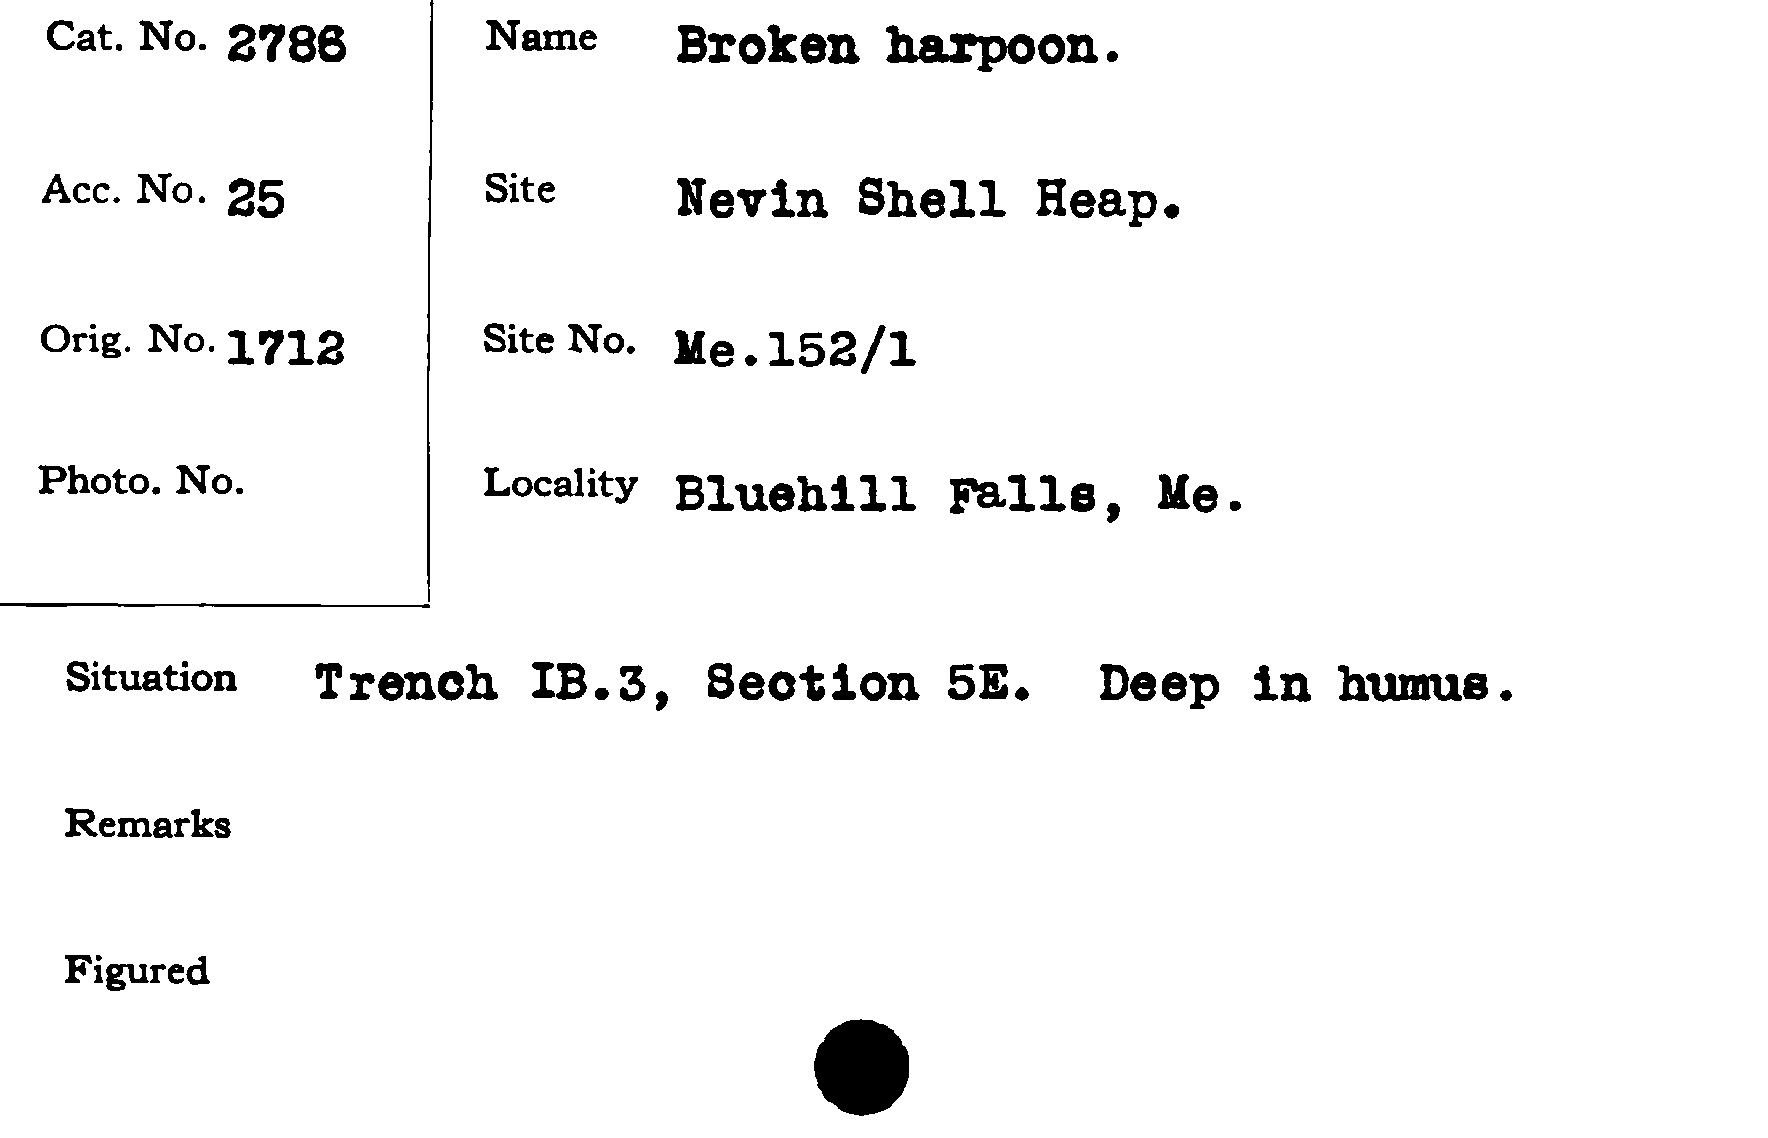 Cat. No. 2786
Name Broken harpoon.
Acc. No. 25
Site Nevin Shell Heap.
Orig. No. 1712
Site No. Me.152/1
Photo. No.
Locality Bluehill Falls, Me.
Situation Trench IB.3, Section 5E. Deep in humus.
Remarks
Figured